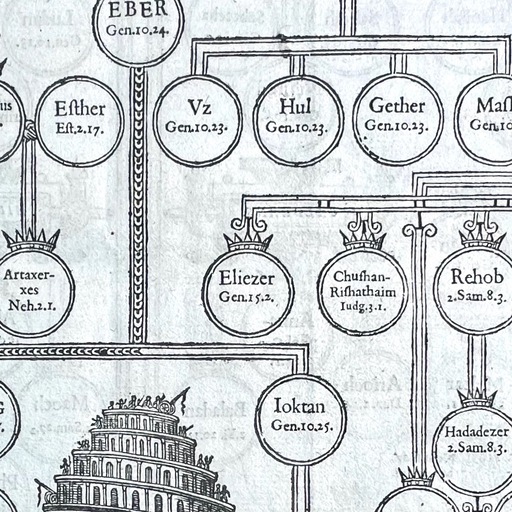 EBER
Gen.10.24.
Eſther
Eſt.2.17.
Vz
Gen.10.23.
Hul
Gen.10.23.
Gether
Gen.10.23.
Artaxer-
xes
Neh.2.1.
Eliezer
Gen.15.2.
Chuſhan-
Riſhathaim
Iudg.3.1.
Rehob
2.Sam.8.3.
Ioktan
Gen.10.25.
Hadadezer
2.Sam.8.3.